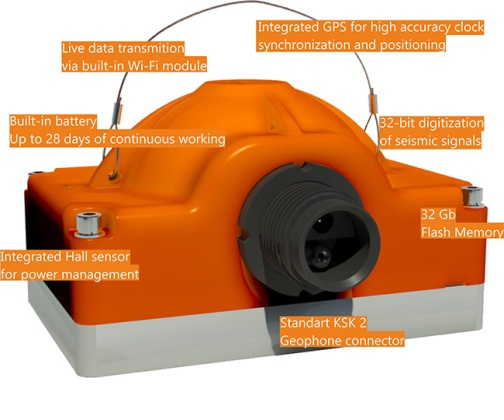 Integrated GPS for high accuracy clock
synchronization and positioning
Live data transmition
via built-in Wi-Fi module
Built-in battery
Up to 28 days of continuous working
32-bit digitization
of seismic signals
32 Gb
Flash Memory
Integrated Hall sensor
for power management
Standart KSK 2
Geophone connector